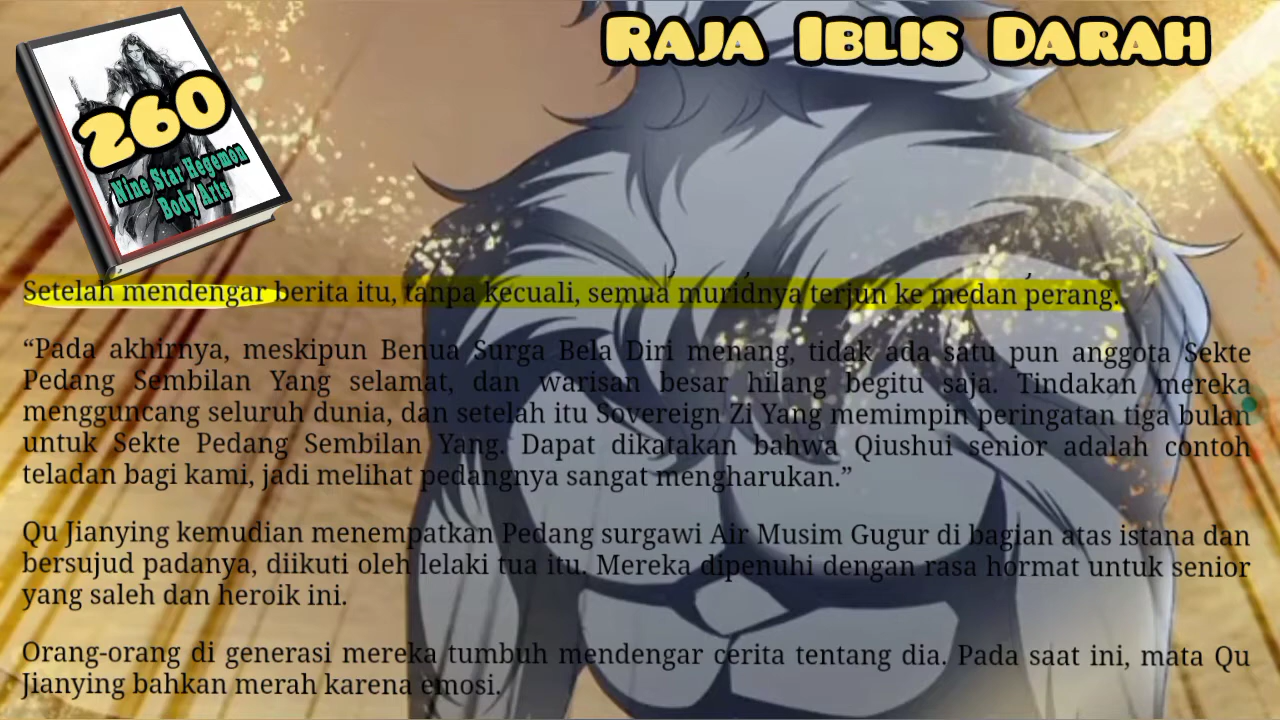 Raja Iblis Darah
260
Nine Star Hegemon
Body Arts
Setelah mendengar berita itu, tanpa kecuali, semua muridnya terjun ke medan perang.
“Pada akhirnya, meskipun Benua Surga Bela Diri menang, tidak ada satu pun anggota Sekte
Pedang Sembilan Yang selamat, dan warisan besar hilang begitu saja. Tindakan mereka
mengguncang seluruh dunia, dan setelah itu Sovereign Zi Yang memimpin peringatan tiga bulan
untuk Sekte Pedang Sembilan Yang. Dapat dikatakan bahwa Qiushui senior adalah contoh
teladan bagi kami, jadi melihat pedangnya sangat mengharukan.”
Qu Jianying kemudian menempatkan Pedang surgawi Air Musim Gugur di bagian atas istana dan
bersujud padanya, diikuti oleh lelaki tua itu. Mereka dipenuhi dengan rasa hormat untuk senior
yang saleh dan heroik ini.
Orang-orang di generasi mereka tumbuh mendengar cerita tentang dia. Pada saat ini, mata Qu
Jianying bahkan merah karena emosi.